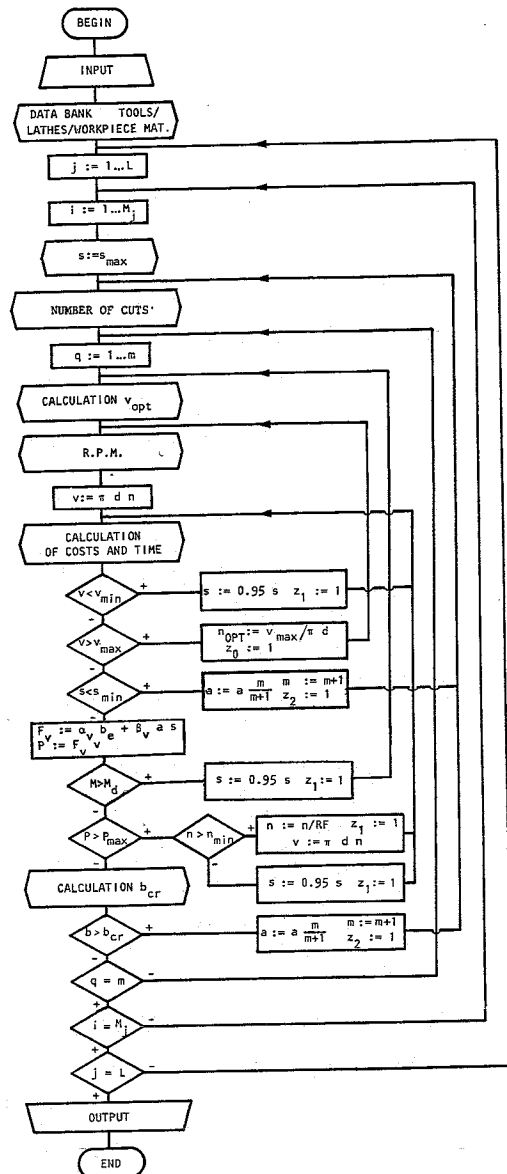 BEGIN
INPUT
DATA BANK TOOLS/
LATHES/WORKPIECE MAT.
j := 1...L
i := 1...M_j
s:=s_max
NUMBER OF CUTS
q := 1...m
CALCULATION v_opt
R.P.M.
v:= π d n
CALCULATION
OF COSTS AND TIME
v<v_min
+
-
s := 0.95 s z_1 := 1
v>v_max
+
-
n_OPT := v_max/π d
z_0 := 1
s<s_min
+
-
a := a m/m+1 m := m+1
z_2 := 1
F_v := α_v b_e + β_v a s
P := F_v v
M>M_d
+
-
s := 0.95 s z_1:= 1
P>P_max
+
-
n>n_min
+
-
n := n/RF z_1 := 1
v := π d n
s := 0.95 s z_1:= 1
CALCULATION b_cr
b>b_cr
+
-
a := a m/m+1 m := m+1
z_2 := 1
q = m
-
+
i = M_j
-
+
j = L
-
+
OUTPUT
END